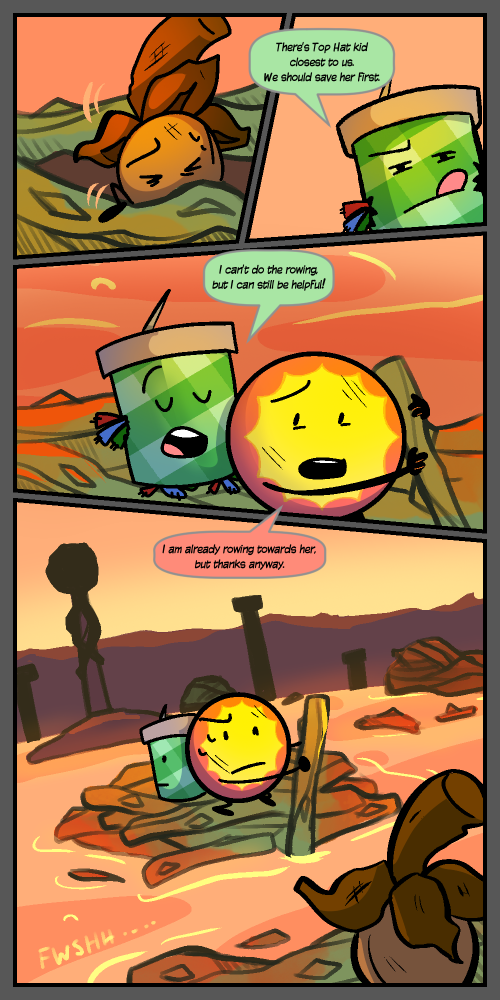 There's Top Hat kid
closest to us.
We should save her first.
I can't do the rowing,
but I can still be helpful!
I am already rowing towards her,
but thanks anyway.
FWSHH....